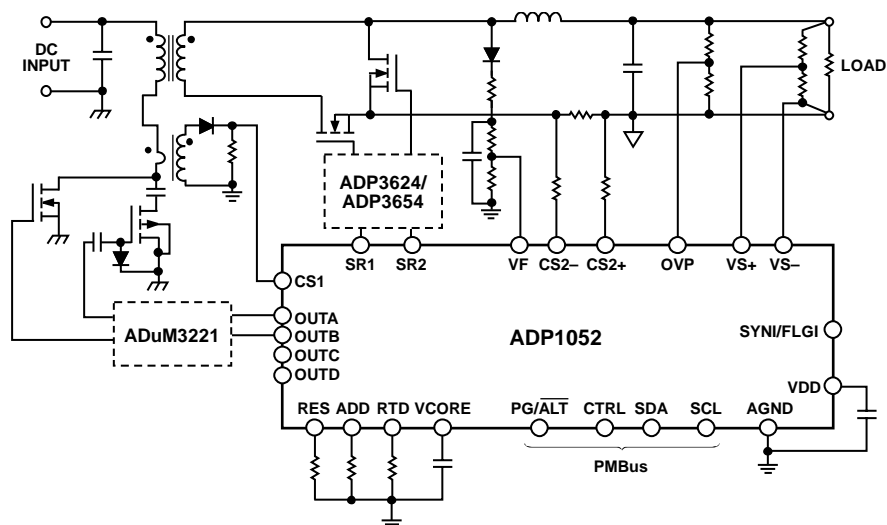 DC
INPUT
LOAD
ADP3624/
ADP3654
SR1 SR2 VF CS2– CS2+ OVP VS+ VS–
CS1
ADuM3221
OUTA
OUTB
OUTC
OUTD
ADP1052
SYNI/FLGI
VDD
RES ADD RTD VCORE PG/ALT CTRL SDA SCL AGND
PMBus